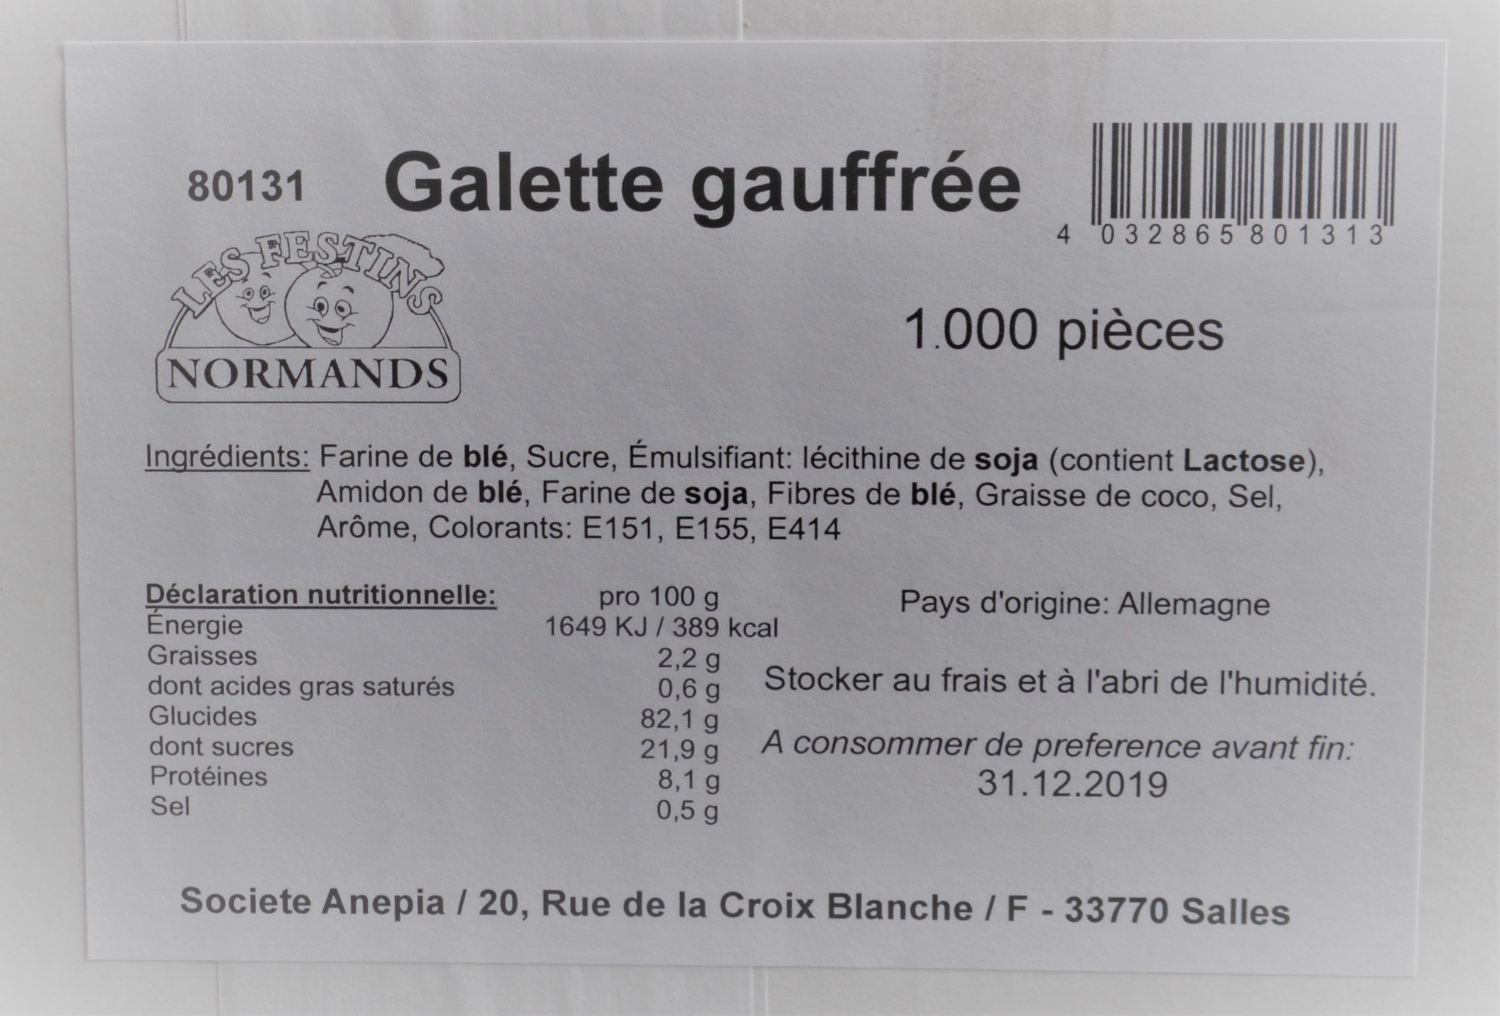 80131
Galette gauffrée
4 032865 801313
LES FESTINS
NORMANDS
1.000 pièces
Ingrédients: Farine de blé, Sucre, Émulsifiant: lécithine de soja (contient Lactose),
Amidon de blé, Farine de soja, Fibres de blé, Graisse de coco, Sel,
Arôme, Colorants: E151, E155, E414
Déclaration nutritionnelle: pro 100 g
Énergie 1649 KJ / 389 kcal
Graisses 2,2 g
dont acides gras saturés 0,6 g
Glucides 82,1 g
dont sucres 21,9 g
Protéines 8,1 g
Sel 0,5 g
Pays d'origine: Allemagne
Stocker au frais et à l'abri de l'humidité.
A consommer de preference avant fin:
31.12.2019
Societe Anepia / 20, Rue de la Croix Blanche / F - 33770 Salles